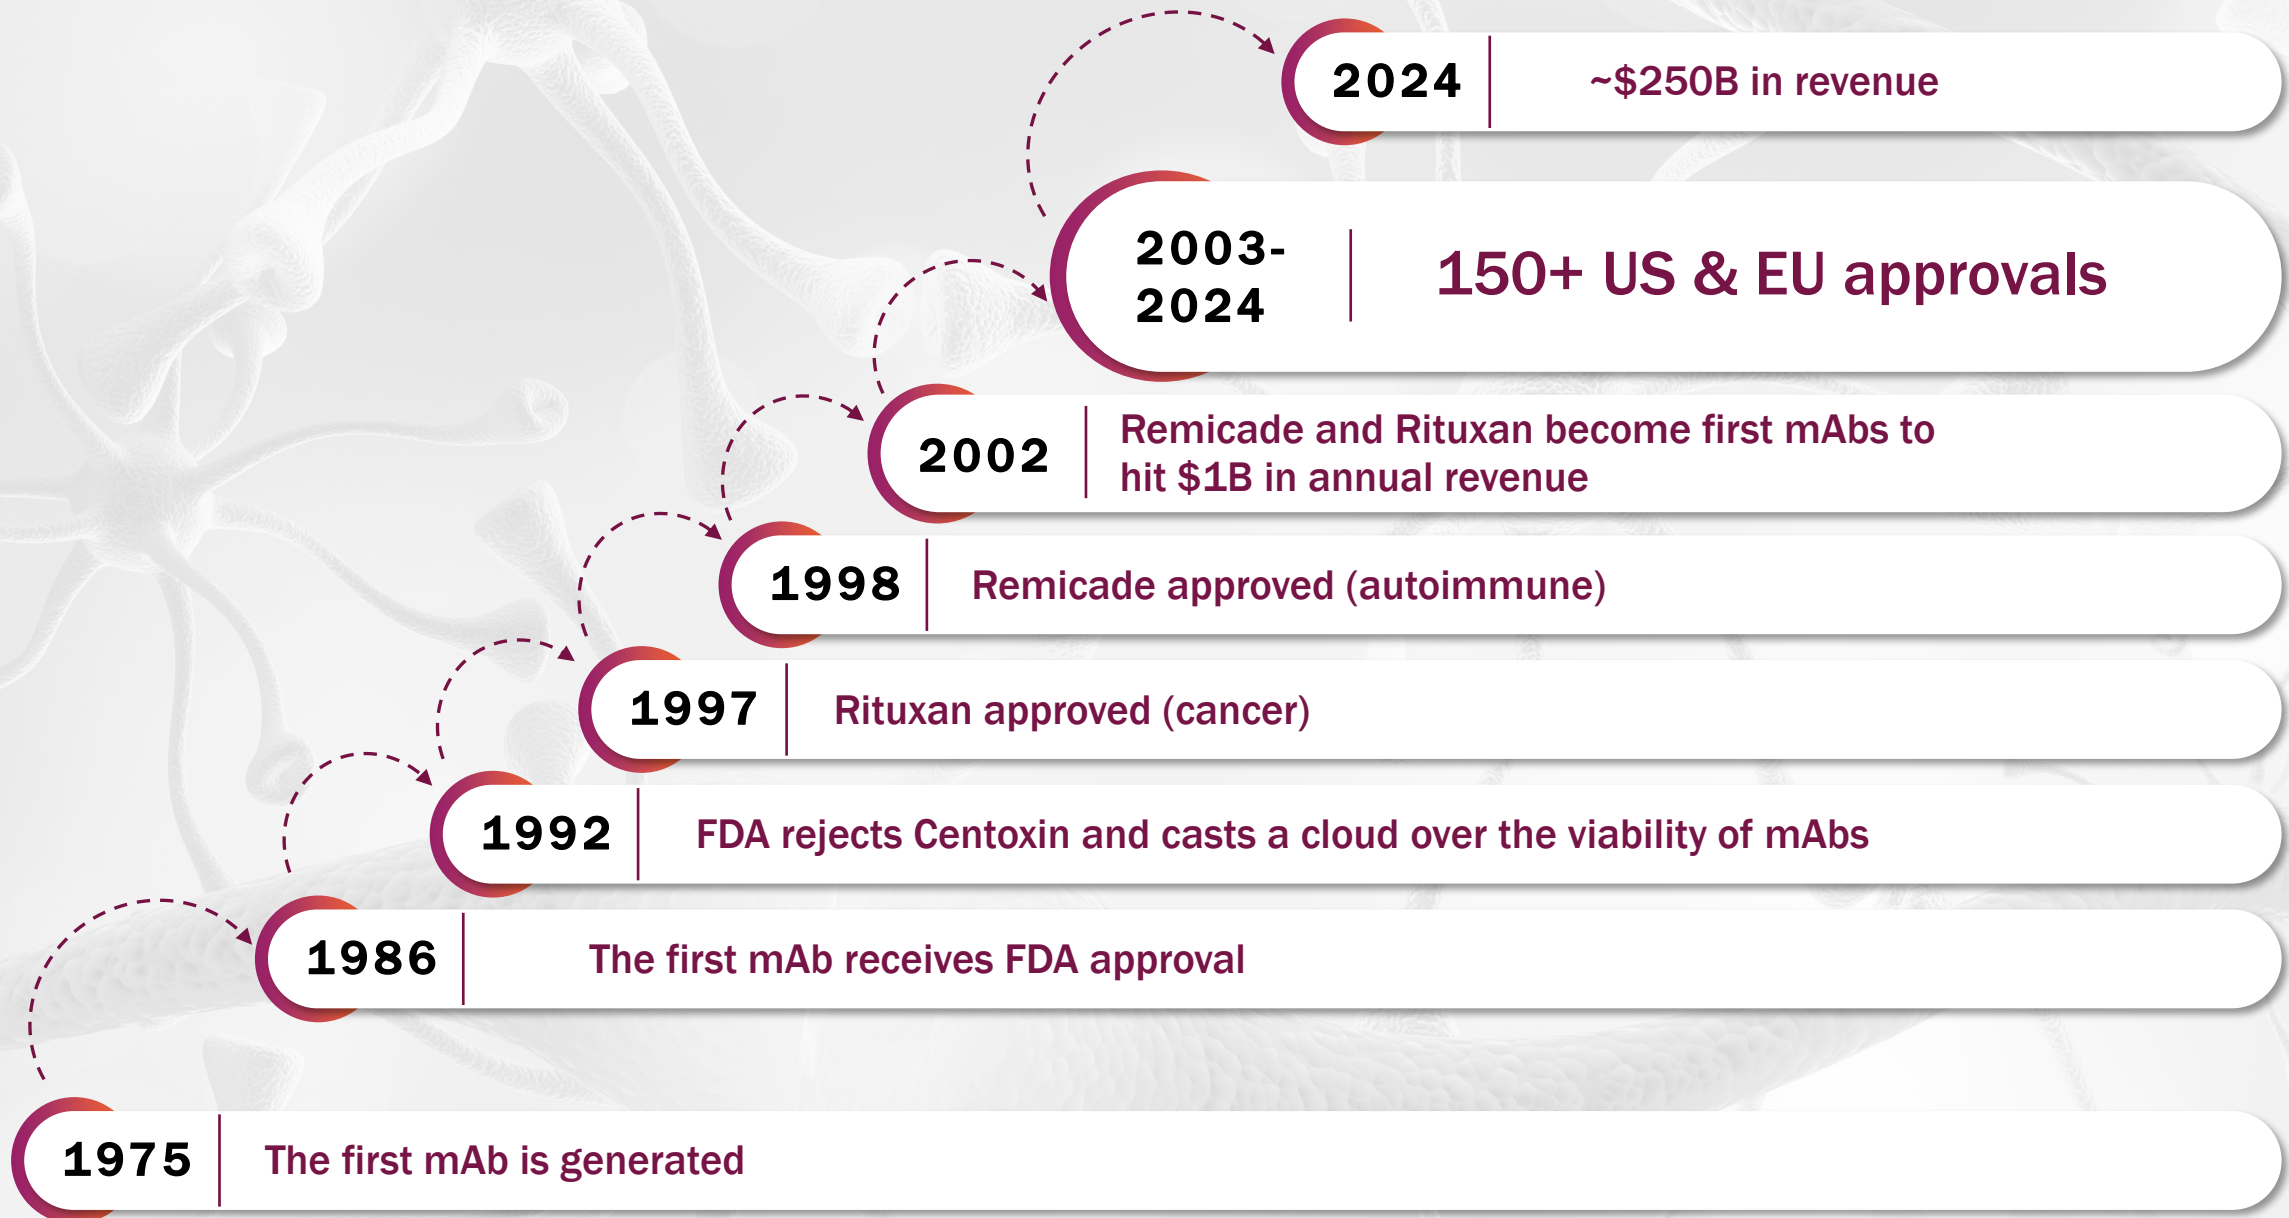 2024
~$250B in revenue
2003-
2024
150+ US & EU approvals
2002
Remicade and Rituxan become first mAbs to
hit $1B in annual revenue
1998
Remicade approved (autoimmune)
1997
Rituxan approved (cancer)
1992
FDA rejects Centoxin and casts a cloud over the viability of mAbs
1986
The first mAb receives FDA approval
1975
The first mAb is generated